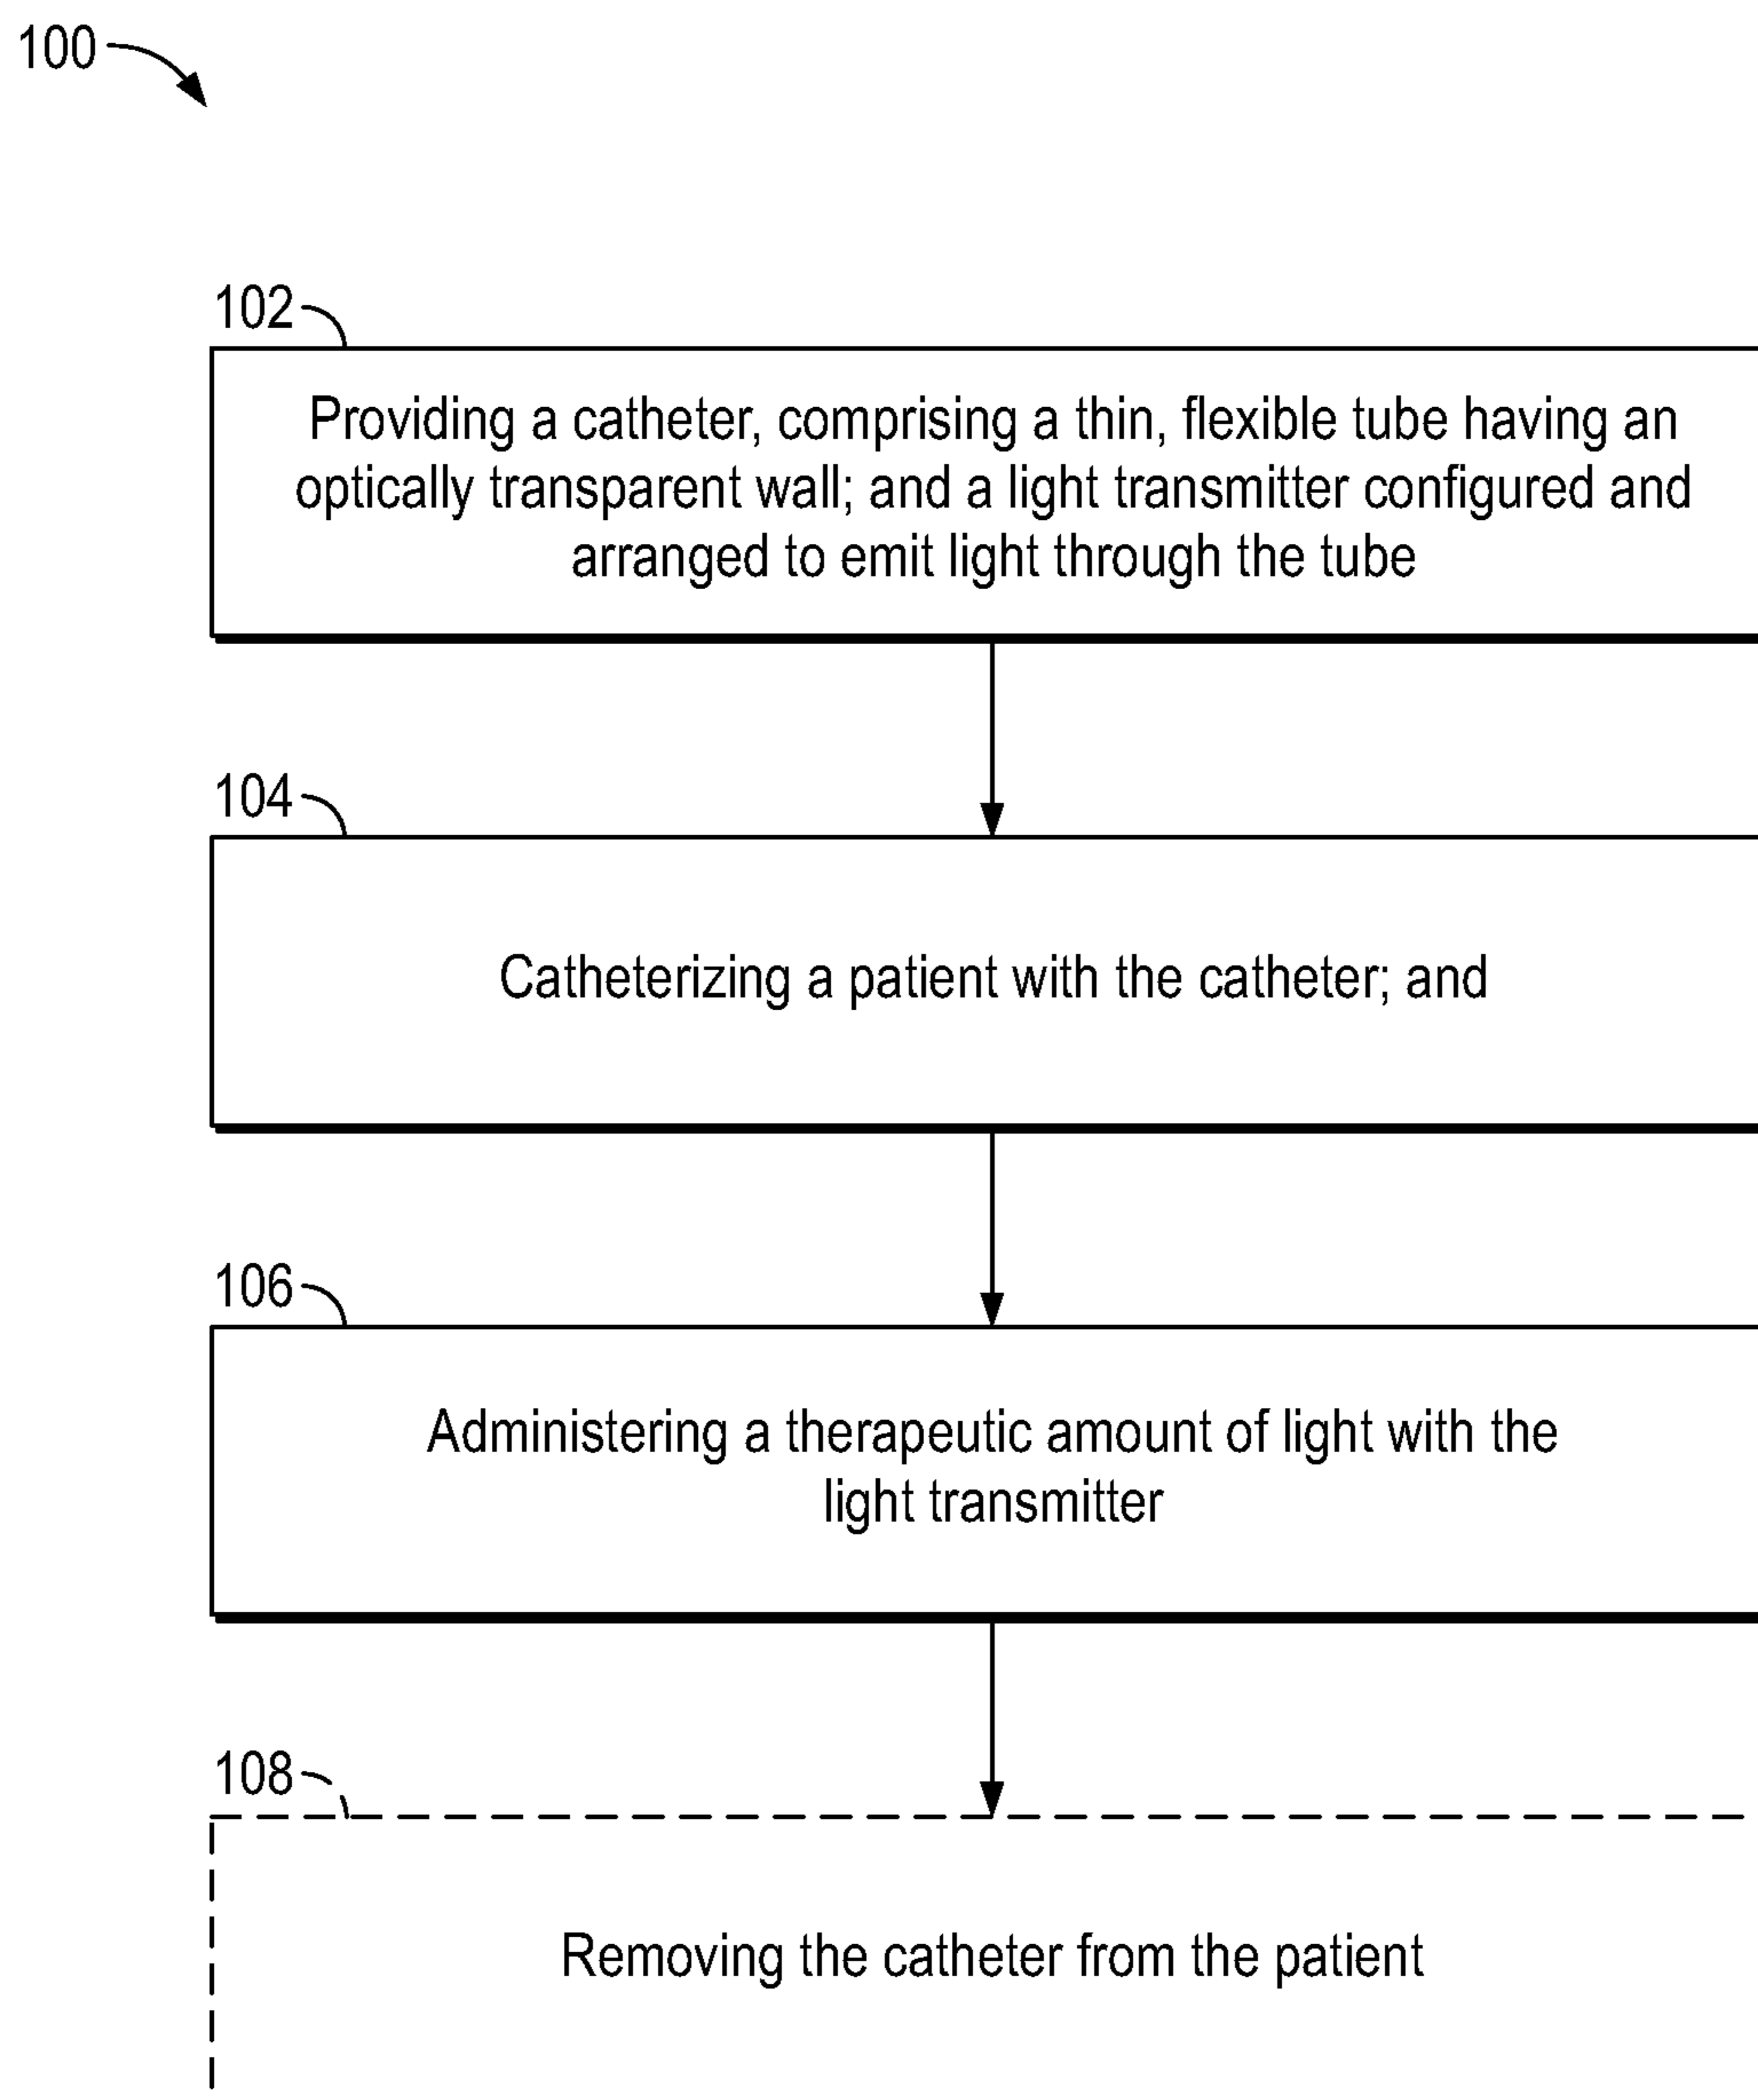 100
102
Providing a catheter, comprising a thin, flexible tube having an
optically transparent wall; and a light transmitter configured and
arranged to emit light through the tube
104
Catheterizing a patient with the catheter; and
106
Administering a therapeutic amount of light with the
light transmitter
108
Removing the catheter from the patient